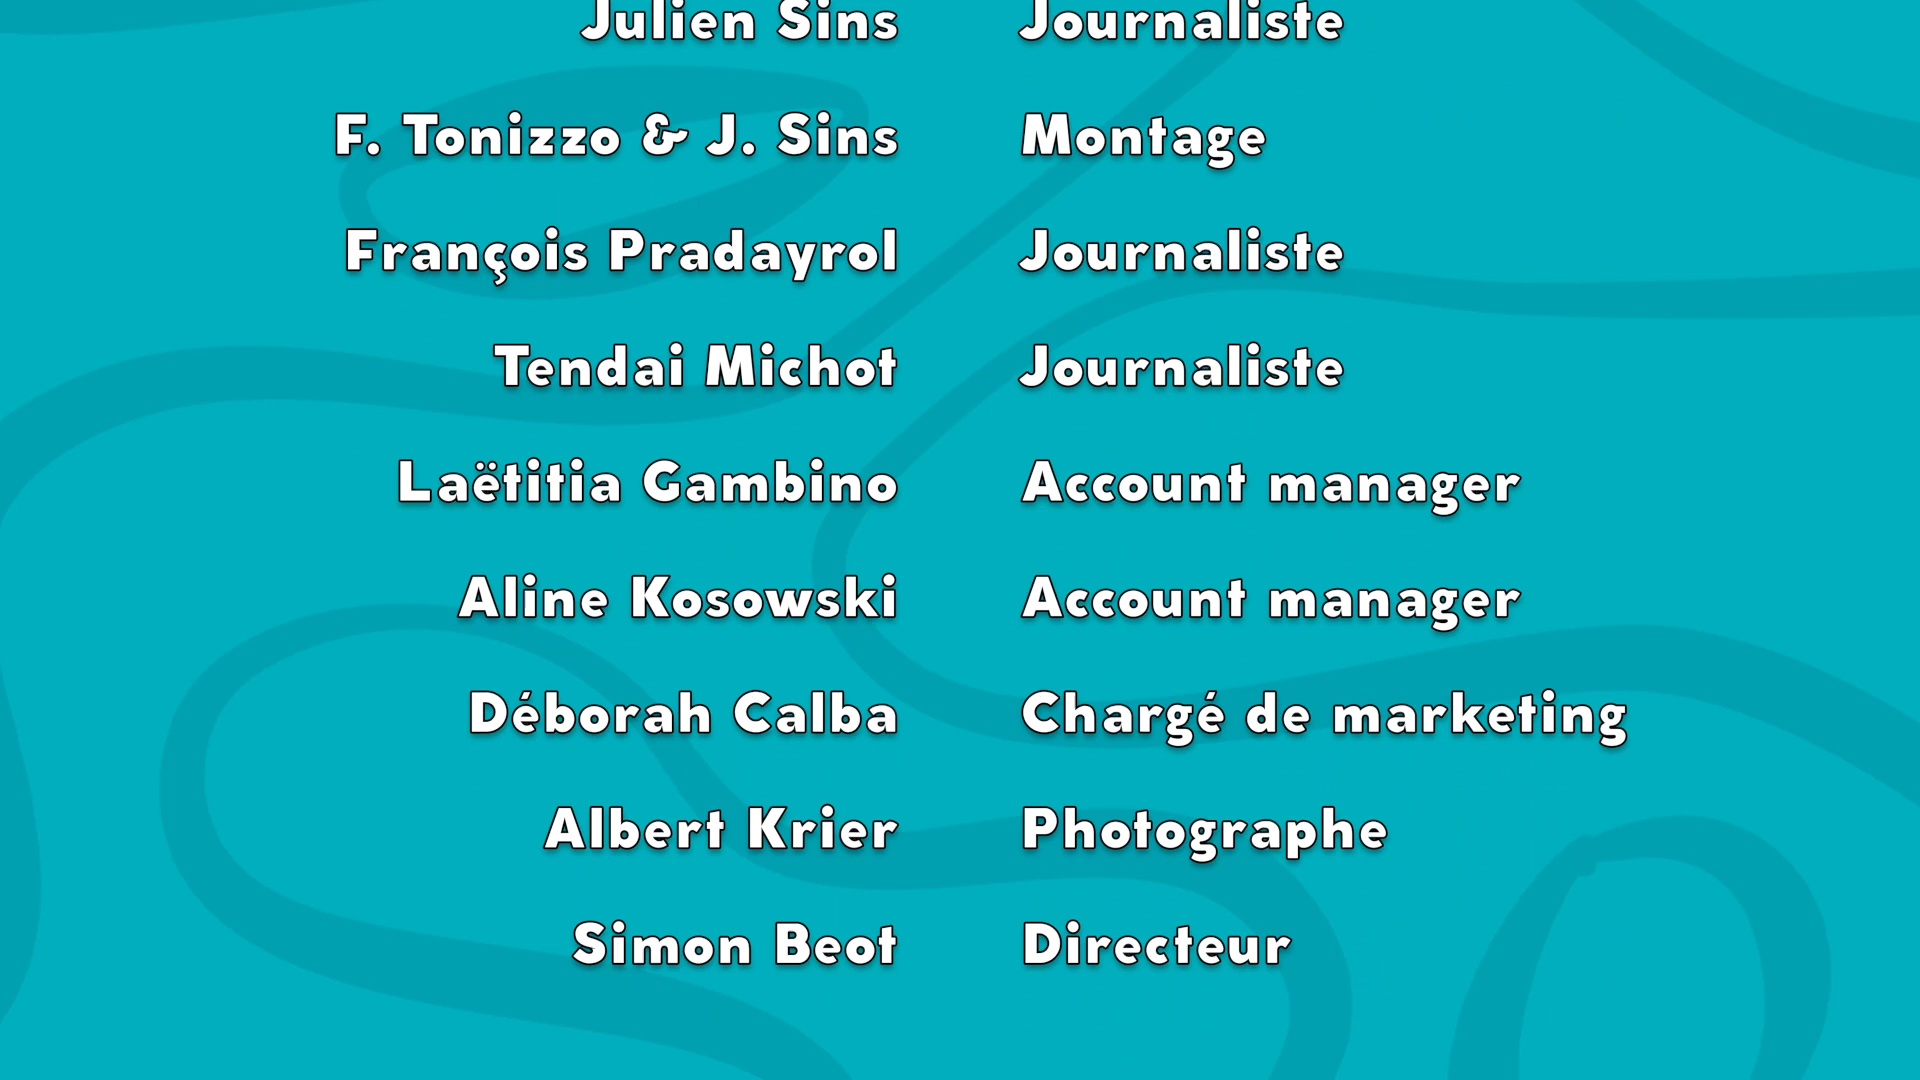 Julien Sins Journaliste
F. Tonizzo & J. Sins Montage
François Pradayrol Journaliste
Tendai Michot Journaliste
Laëtitia Gambino Account manager
Aline Kosowski Account manager
Déborah Calba Chargé de marketing
Albert Krier Photographe
Simon Beot Directeur